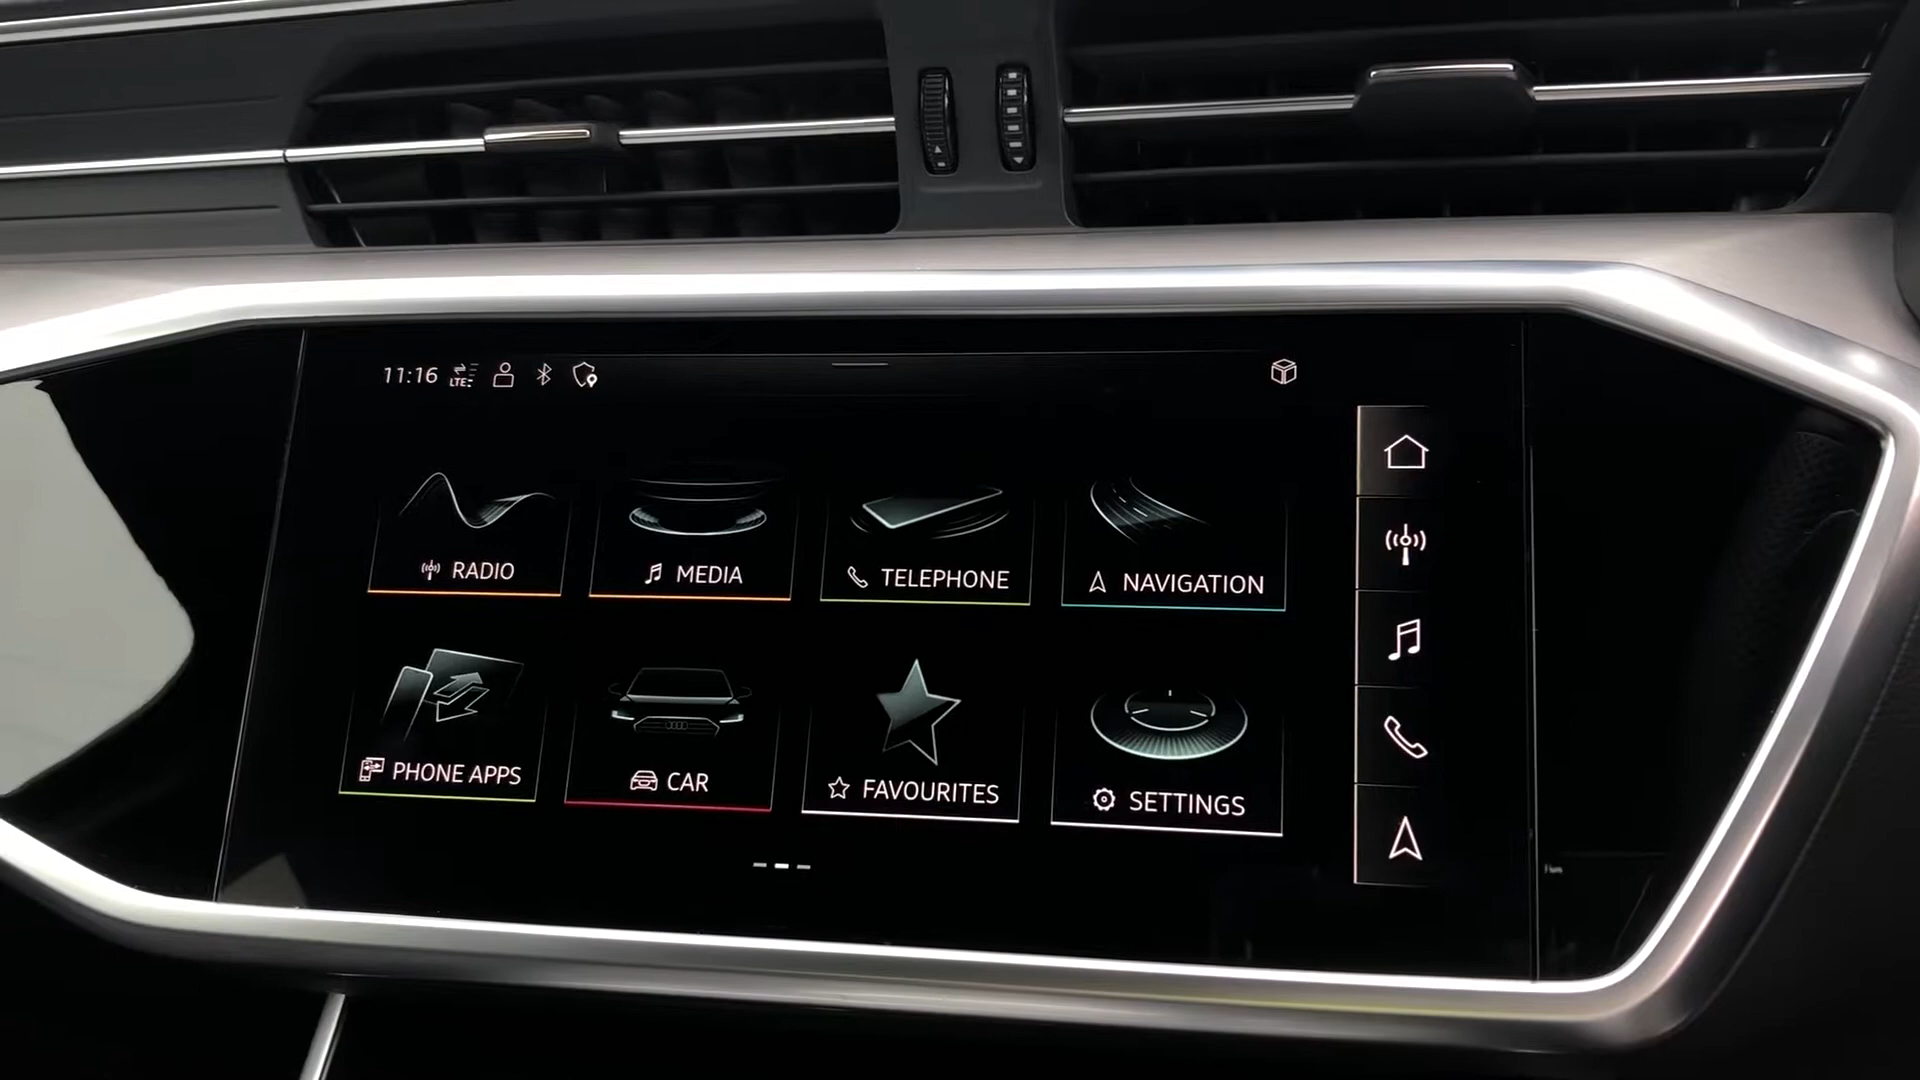 11:16 LTE
RADIO
MEDIA
TELEPHONE
NAVIGATION
PHONE APPS
CAR
FAVOURITES
SETTINGS